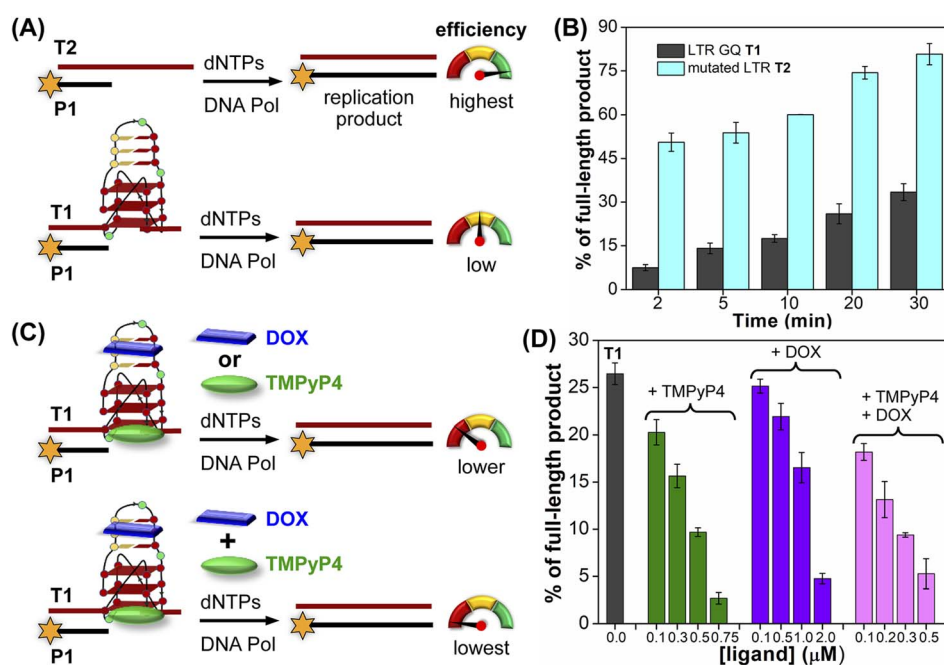 (A)
T2
P1
dNTPs
DNA Pol
replication
product
efficiency
highest
T1
P1
dNTPs
DNA Pol
low
(B)
% of full-length product
90
75
60
45
30
15
0
LTR GQ T1
mutated LTR T2
2 5 10 20 30
Time (min)
(C)
DOX
or
TMPyP4
T1
P1
dNTPs
DNA Pol
lower
DOX
+
TMPyP4
T1
P1
dNTPs
DNA Pol
lowest
(D)
% of full-length product
30
25
20
15
10
5
0
T1
+ TMPyP4
+ DOX
+ TMPyP4
+ DOX
0.0 0.1 0.3 0.5 0.75 0.1 0.5 1.0 2.0 0.1 0.2 0.3 0.5
[ligand] (μM)